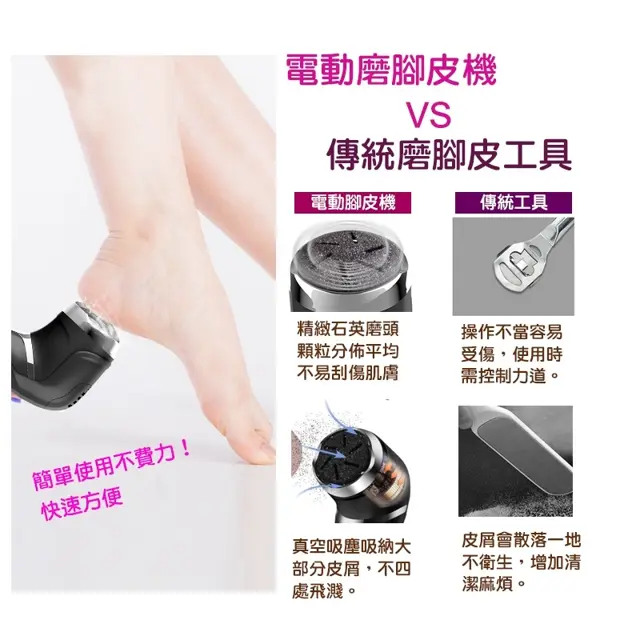 電動磨腳皮機
VS
傳統磨腳皮工具
電動腳皮機
傳統工具
精緻石英磨頭
顆粒分佈平均
不易刮傷肌膚
操作不當容易
受傷，使用時
需控制力道。
真空吸塵吸納大
部分皮屑，不四
處飛濺。
皮屑會散落一地
不衛生，增加清
潔麻煩。
簡單使用不費力！
快速方便